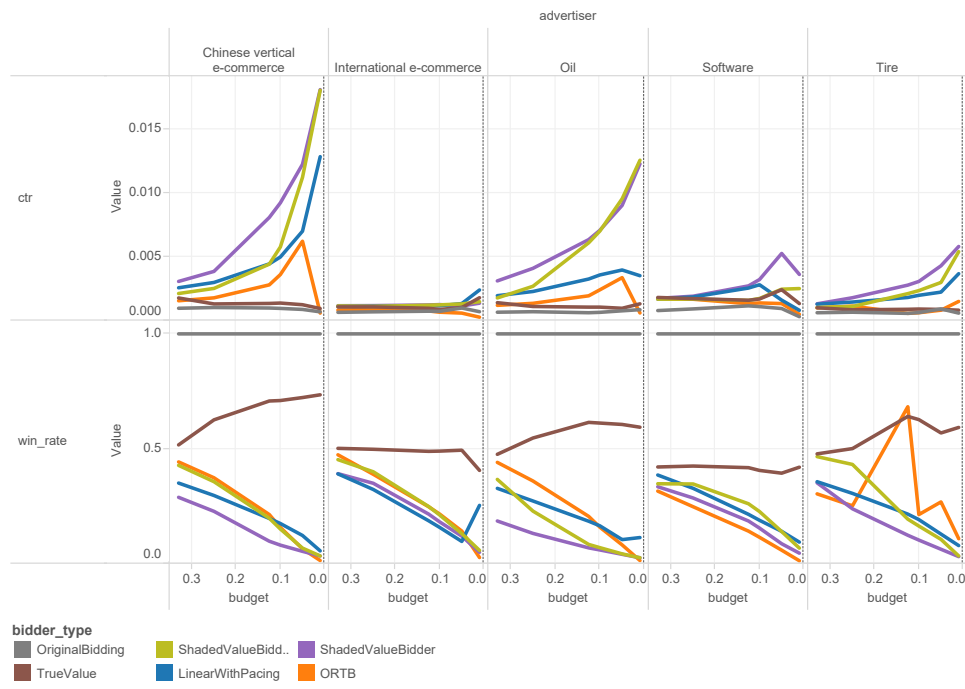 advertiser
Chinese vertical
e-commerce
International e-commerce
Oil
Software
Tire
ctr
Value
0.015
0.010
0.005
0.000
win_rate
Value
1.0
0.5
0.0
0.3 0.2 0.1 0.0
0.3 0.2 0.1 0.0
0.3 0.2 0.1 0.0
0.3 0.2 0.1 0.0
0.3 0.2 0.1 0.0
budget
budget
budget
budget
budget
bidder_type
OriginalBidding
ShadedValueBidd..
ShadedValueBidder
TrueValue
LinearWithPacing
ORTB